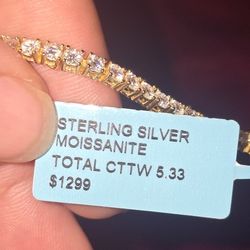 STERLING SILVER
MOISSANITE
TOTAL CTTW 5.33
$1299